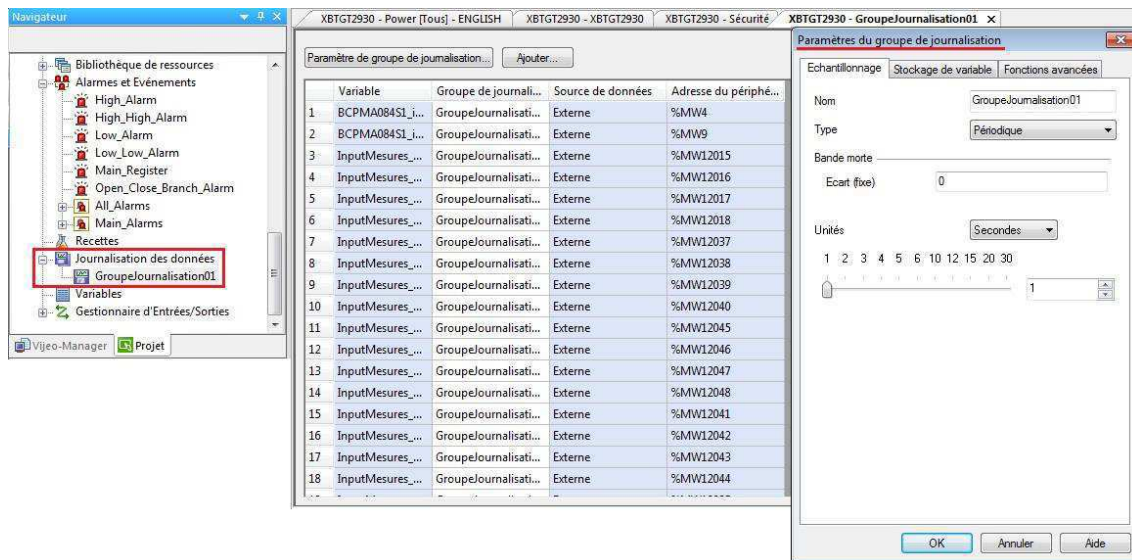 Navigateur
Bibliothèque de ressources
Alarmes et Evénements
High_Alarm
High_High_Alarm
Low_Alarm
Low_Low_Alarm
Main_Register
Open_Close_Branch_Alarm
All_Alarms
Main_Alarms
Recettes
Journalisation des données
GroupeJournalisation01
Variables
Gestionnaire d'Entrées/Sorties
Vijeo-Manager Projet
XBTGT2930 - Power [Tous] - ENGLISH XBTGT2930 - XBTGT2930 XBTGT2930 - Sécurité XBTGT2930 - GroupeJournalisation01
Paramètre de groupe de journalisation... Ajouter...
Variable Groupe de journali... Source de données Adresse du périphé...
1 BCPMA084S1_i... GroupeJournalisati... Externe %MW4
2 BCPMA084S1_i... GroupeJournalisati... Externe %MW9
3 InputMesures_... GroupeJournalisati... Externe %MW12015
4 InputMesures_... GroupeJournalisati... Externe %MW12016
5 InputMesures_... GroupeJournalisati... Externe %MW12017
6 InputMesures_... GroupeJournalisati... Externe %MW12018
7 InputMesures_... GroupeJournalisati... Externe %MW12037
8 InputMesures_... GroupeJournalisati... Externe %MW12038
9 InputMesures_... GroupeJournalisati... Externe %MW12039
10 InputMesures_... GroupeJournalisati... Externe %MW12040
11 InputMesures_... GroupeJournalisati... Externe %MW12045
12 InputMesures_... GroupeJournalisati... Externe %MW12046
13 InputMesures_... GroupeJournalisati... Externe %MW12047
14 InputMesures_... GroupeJournalisati... Externe %MW12048
15 InputMesures_... GroupeJournalisati... Externe %MW12041
16 InputMesures_... GroupeJournalisati... Externe %MW12042
17 InputMesures_... GroupeJournalisati... Externe %MW12043
18 InputMesures_... GroupeJournalisati... Externe %MW12044
Paramètres du groupe de journalisation
Echantillonnage Stockage de variable Fonctions avancées
Nom GroupeJournalisation01
Type Périodique
Bande morte
Ecart (fixe) 0
Unités Secondes
1 2 3 4 5 6 10 12 15 20 30
1
OK Annuler Aide